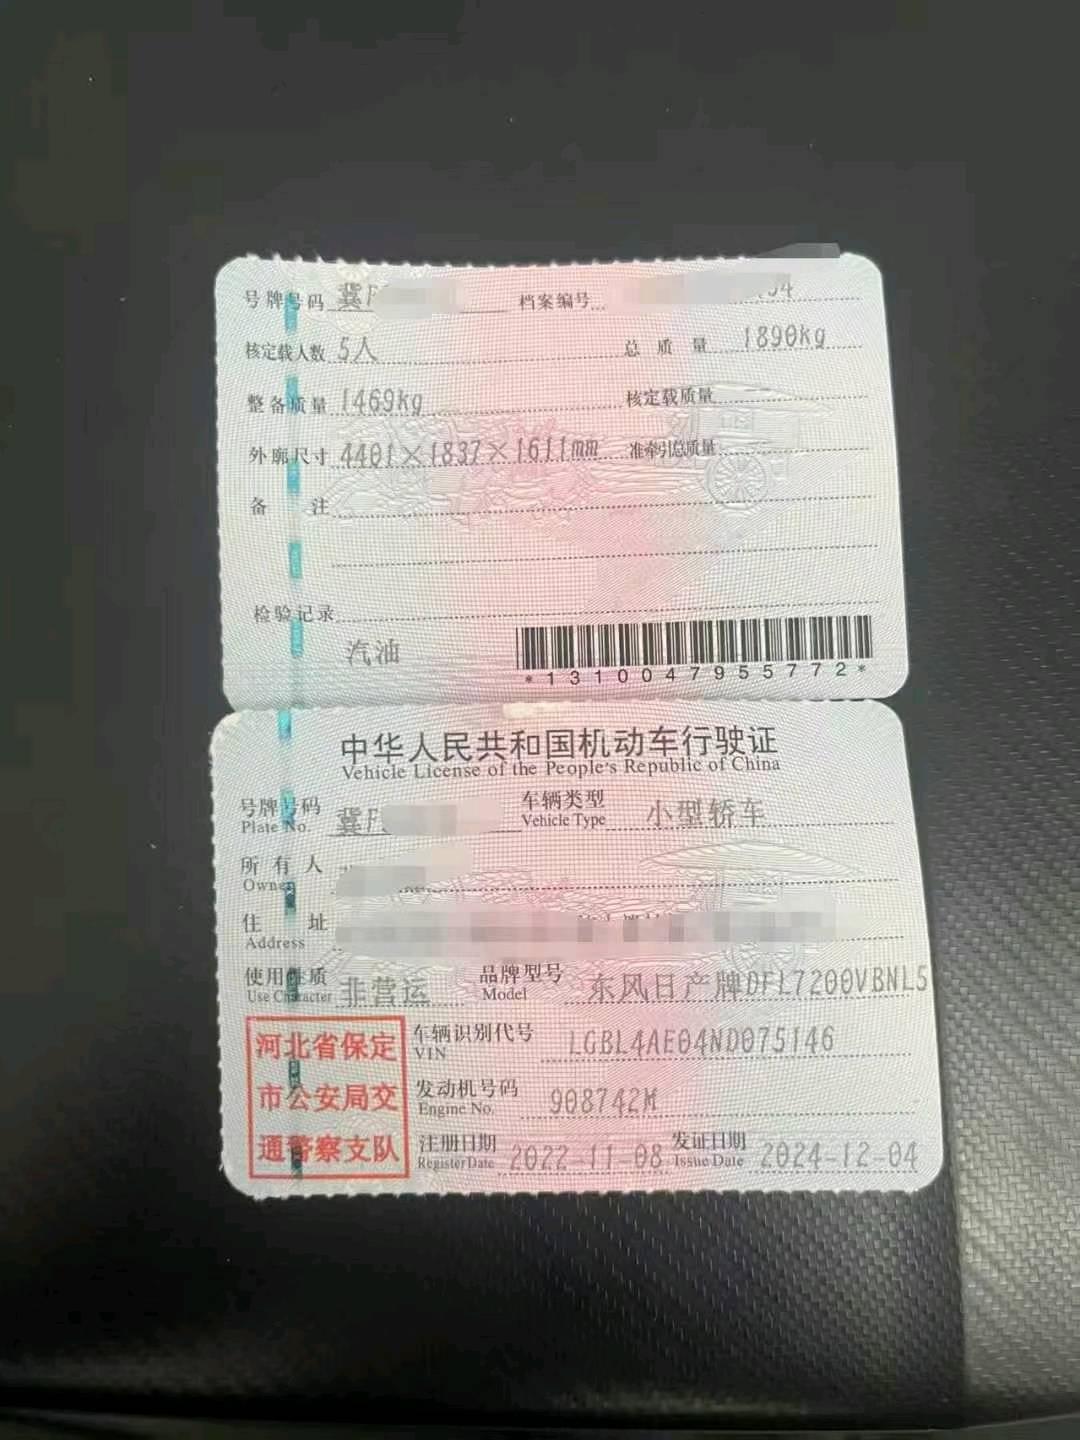 号牌号码 冀F 档案编号
核定载人数 5人 总质量 1890kg
整备质量 1469kg 核定载质量
外廓尺寸 4401×1837×1611mm 准牵引总质量
备注
检验记录
汽油
*1310047955772*
中华人民共和国机动车行驶证
Vehicle License of the People's Republic of China
号牌号码 冀F 车辆类型 小型轿车
Plate No. Vehicle Type
所有人
Owner
住址
Address
使用性质 非营运 品牌型号 东风日产牌DFL7200VBNL5
Use Character Model
河北省保定
市公安局交
通警察支队
车辆识别代号 LGBL4AE04ND075146
VIN
发动机号码 908742M
Engine No.
注册日期 2022-11-08 发证日期 2024-12-04
Register Date Issue Date